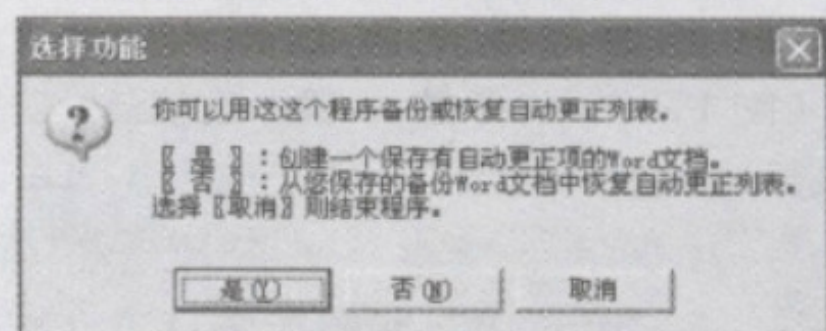 选择功能
你可以用这这个程序备份或恢复自动更正列表。
〖 是 〗：创建一个保存有自动更正项的Word文档。
〖 否 〗：从您保存的备份Word文档中恢复自动更正列表。
选择〖取消〗则结束程序。
是(Y) 否(N) 取消